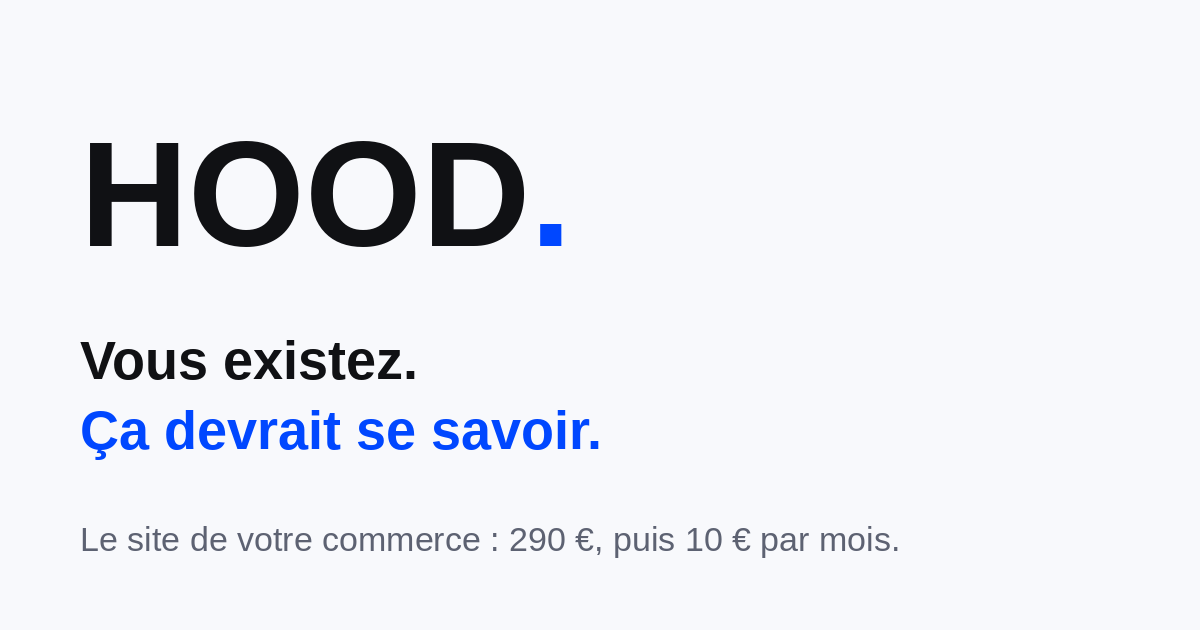 HOOD.
Vous existez.
Ça devrait se savoir.
Le site de votre commerce : 290 €, puis 10 € par mois.